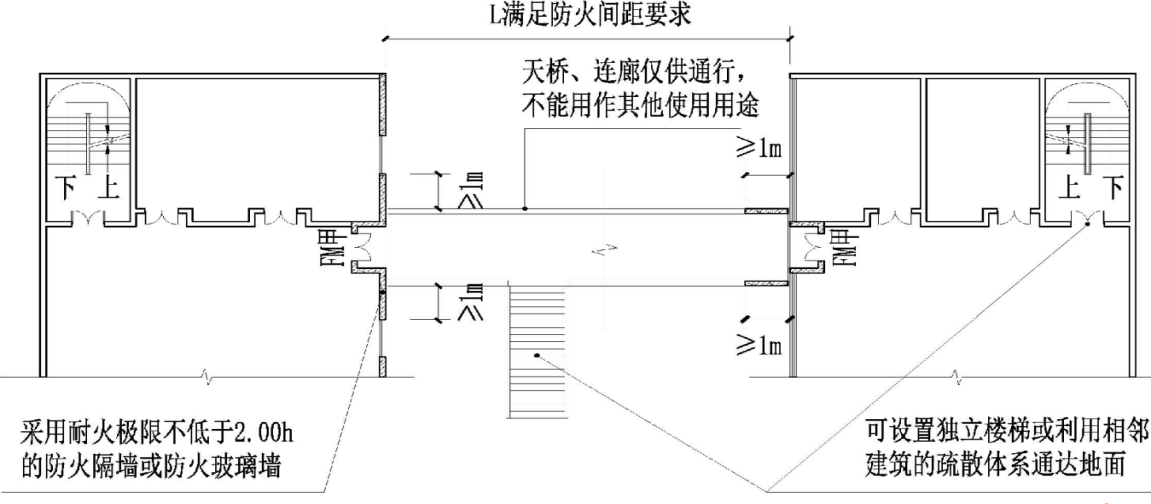 L满足防火间距要求
天桥、连廊仅供通行，
不能用作其他使用用途
≥1m
≥1m
下 上
上 下
FM甲
FM甲
≥1m
≥1m
采用耐火极限不低于2.00h
的防火隔墙或防火玻璃墙
可设置独立楼梯或利用相邻
建筑的疏散体系通达地面